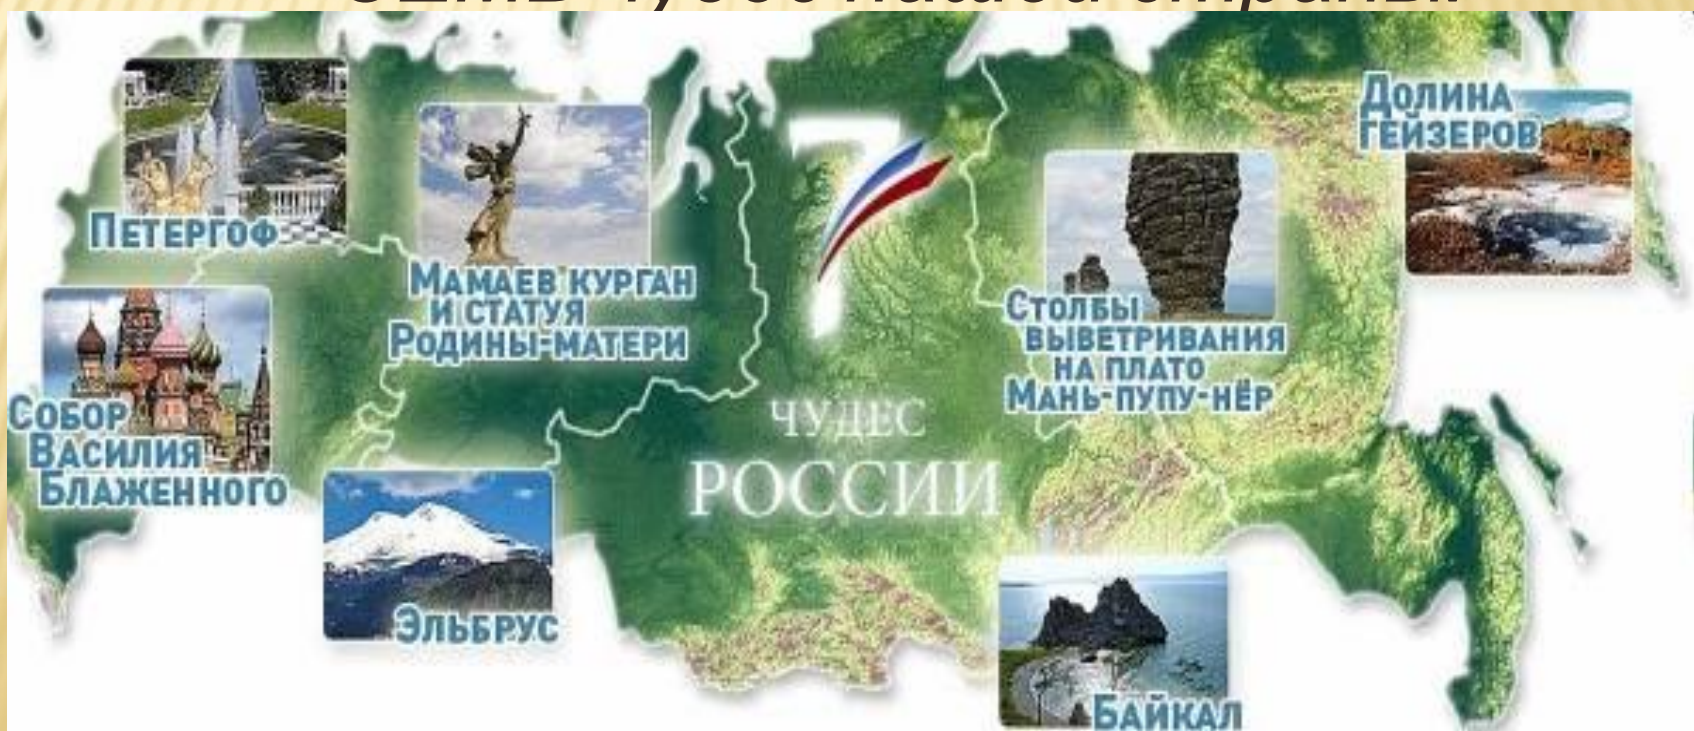 ПЕТЕРГОФ
МАМАЕВ КУРГАН
И СТАТУЯ
РОДИНЫ-МАТЕРИ
7
ДОЛИНА
ГЕЙЗЕРОВ
СТОЛБЫ
ВЫВЕТРИВАНИЯ
НА ПЛАТО
МАНЬ-ПУПУ-НЁР
СОБОР
ВАСИЛИЯ
БЛАЖЕННОГО
ЧУДЕС
РОССИИ
ЭЛЬБРУС
БАЙКАЛ